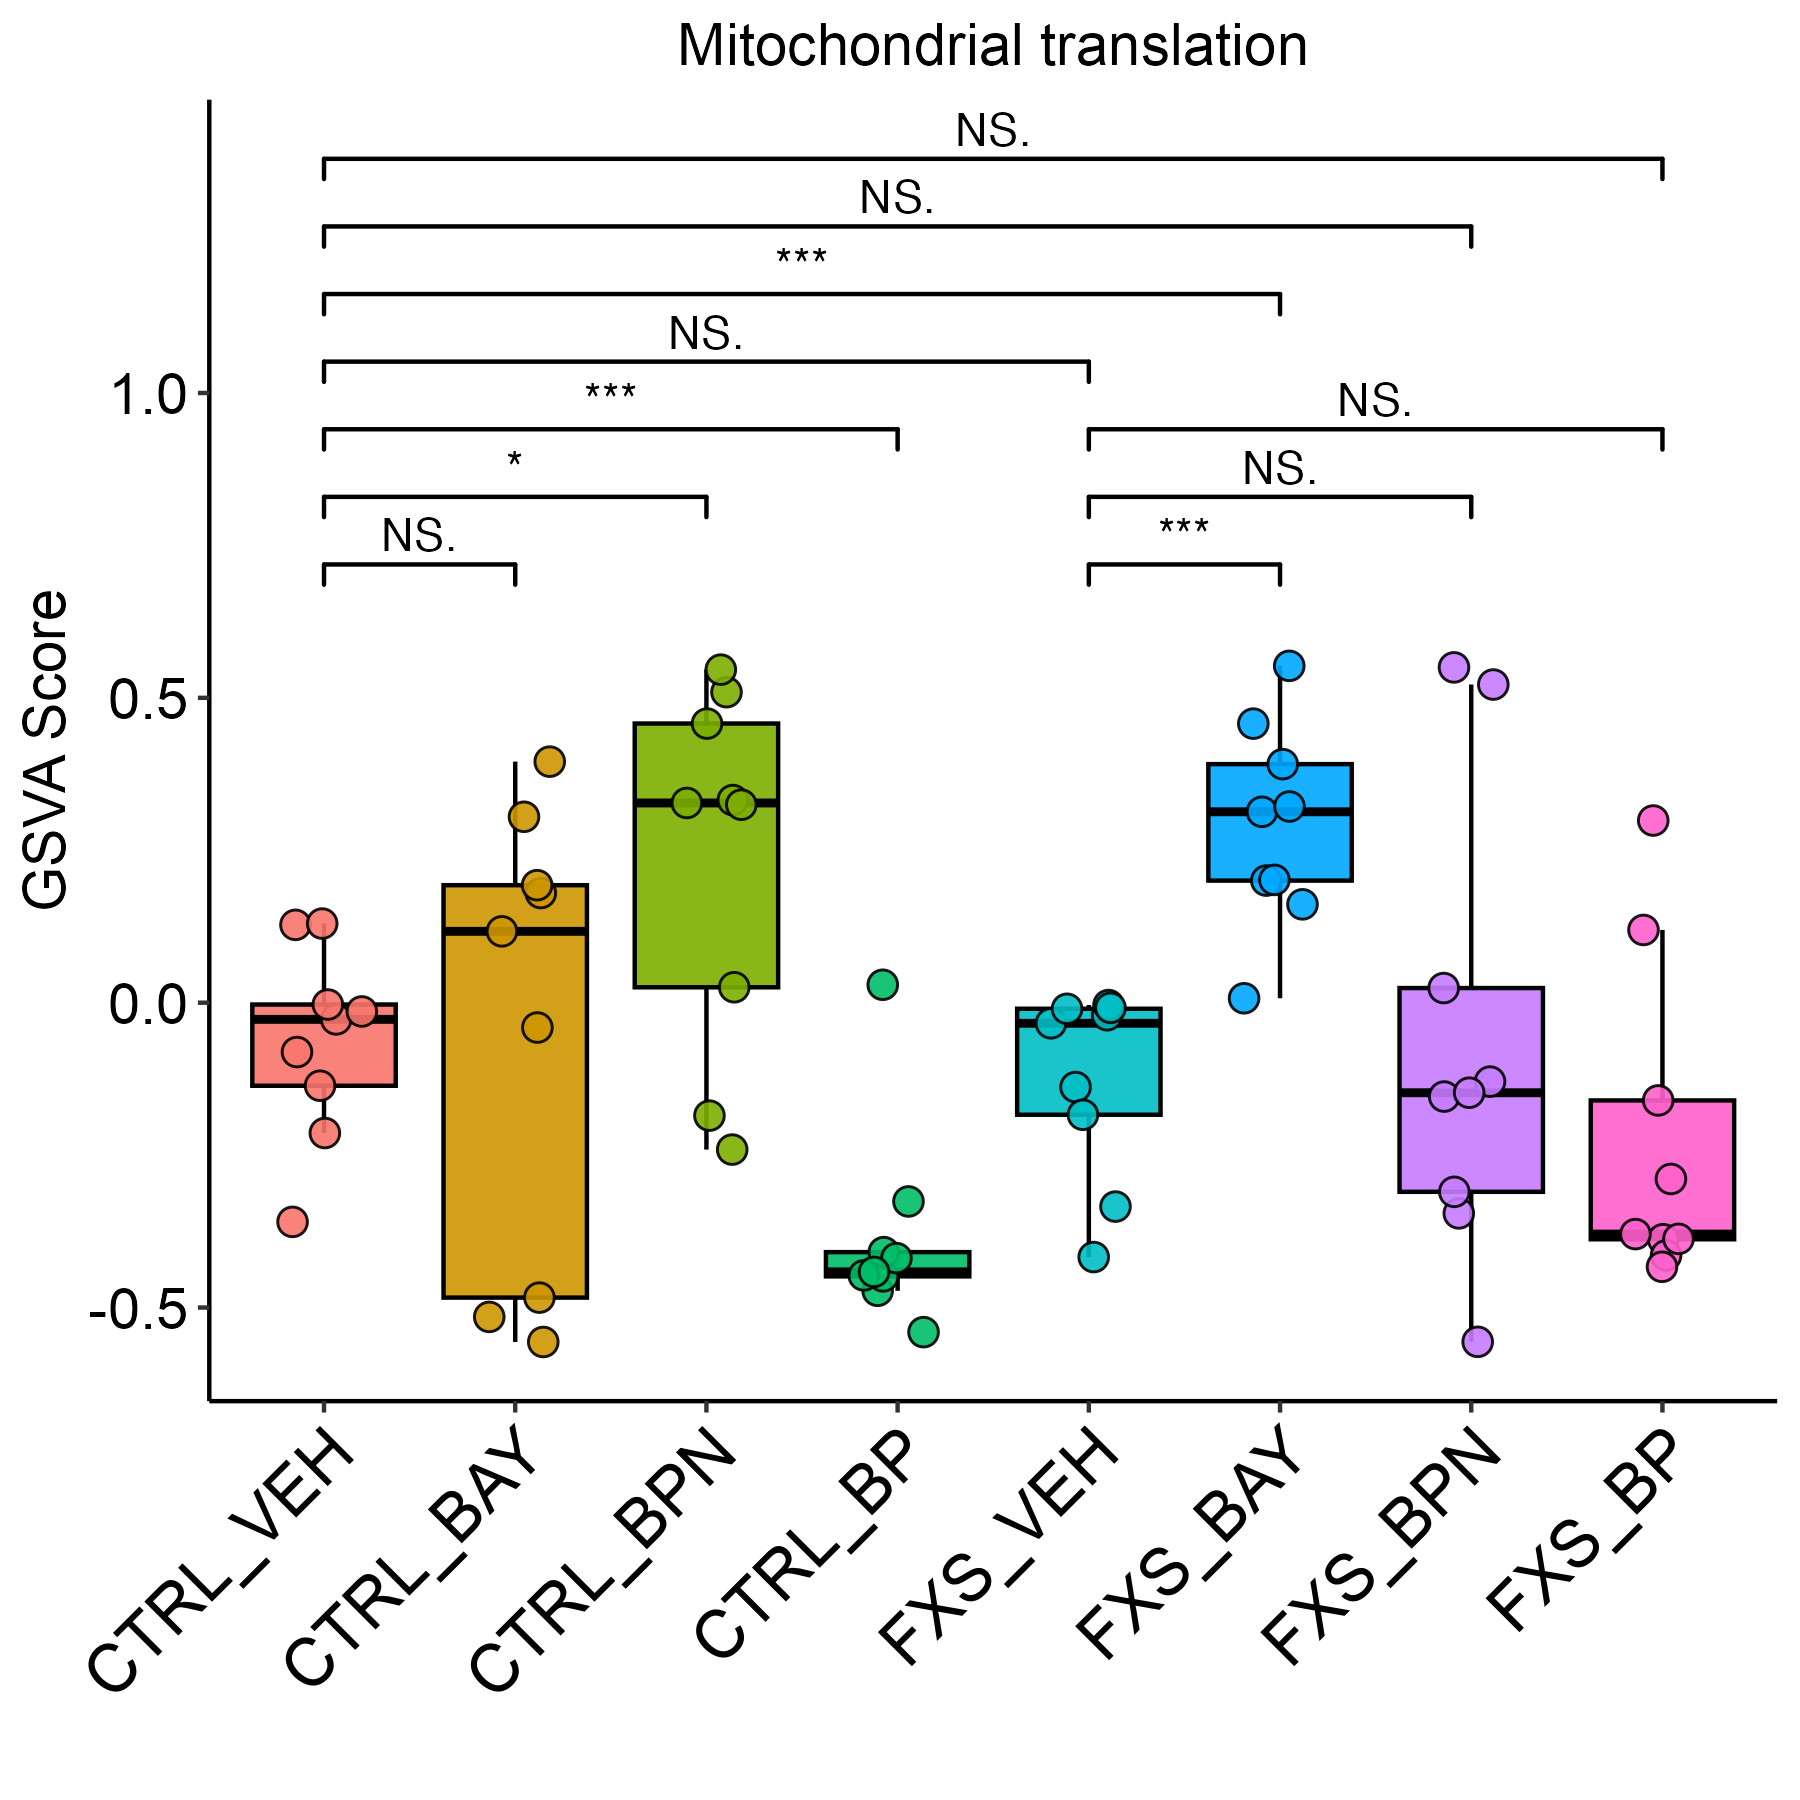 Mitochondrial translation
NS.
NS.
***
NS.
***
NS.
*
NS.
NS.
***
GSVA Score
1.0
0.5
0.0
-0.5
CTRL_VEH
CTRL_BAY
CTRL_BPN
CTRL_BP
FXS_VEH
FXS_BAY
FXS_BPN
FXS_BP